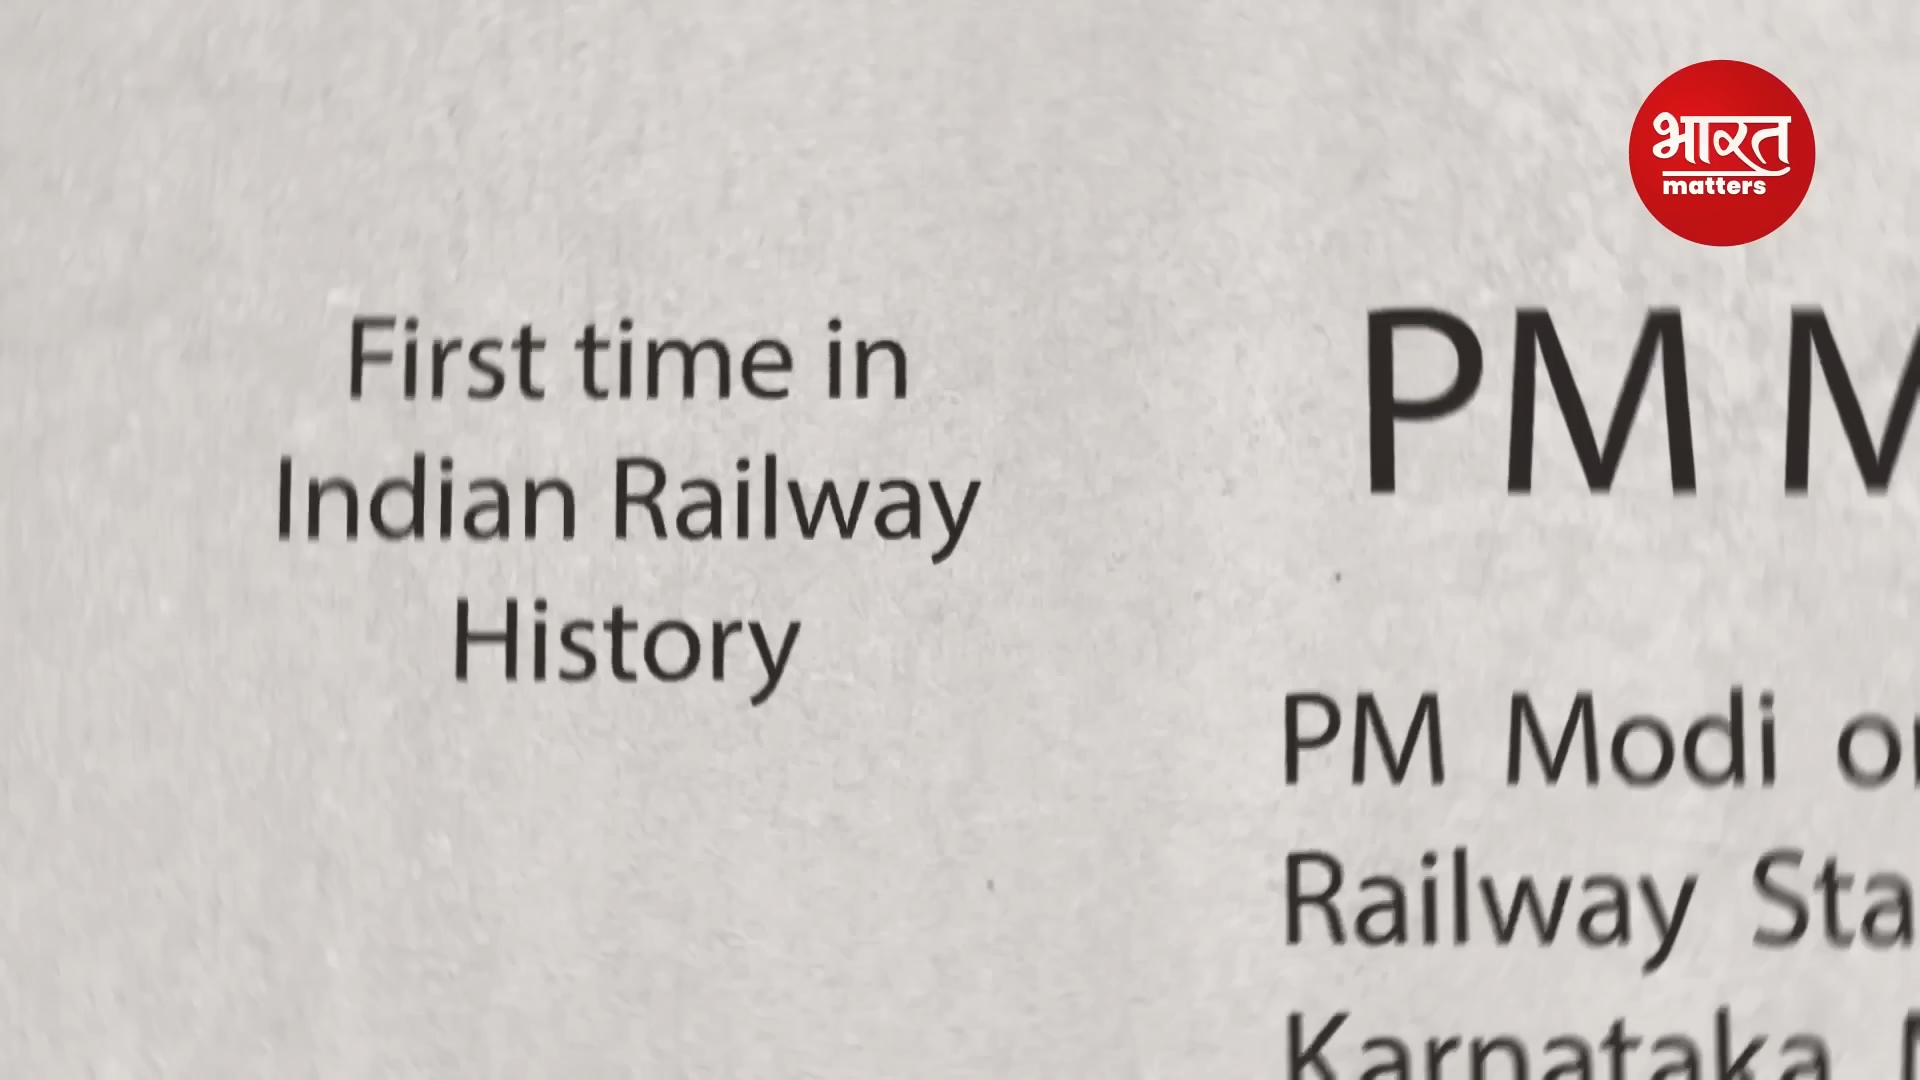 भारत
matters
First time in
Indian Railway
History
PM
PM Modi
Railway
Karnataka